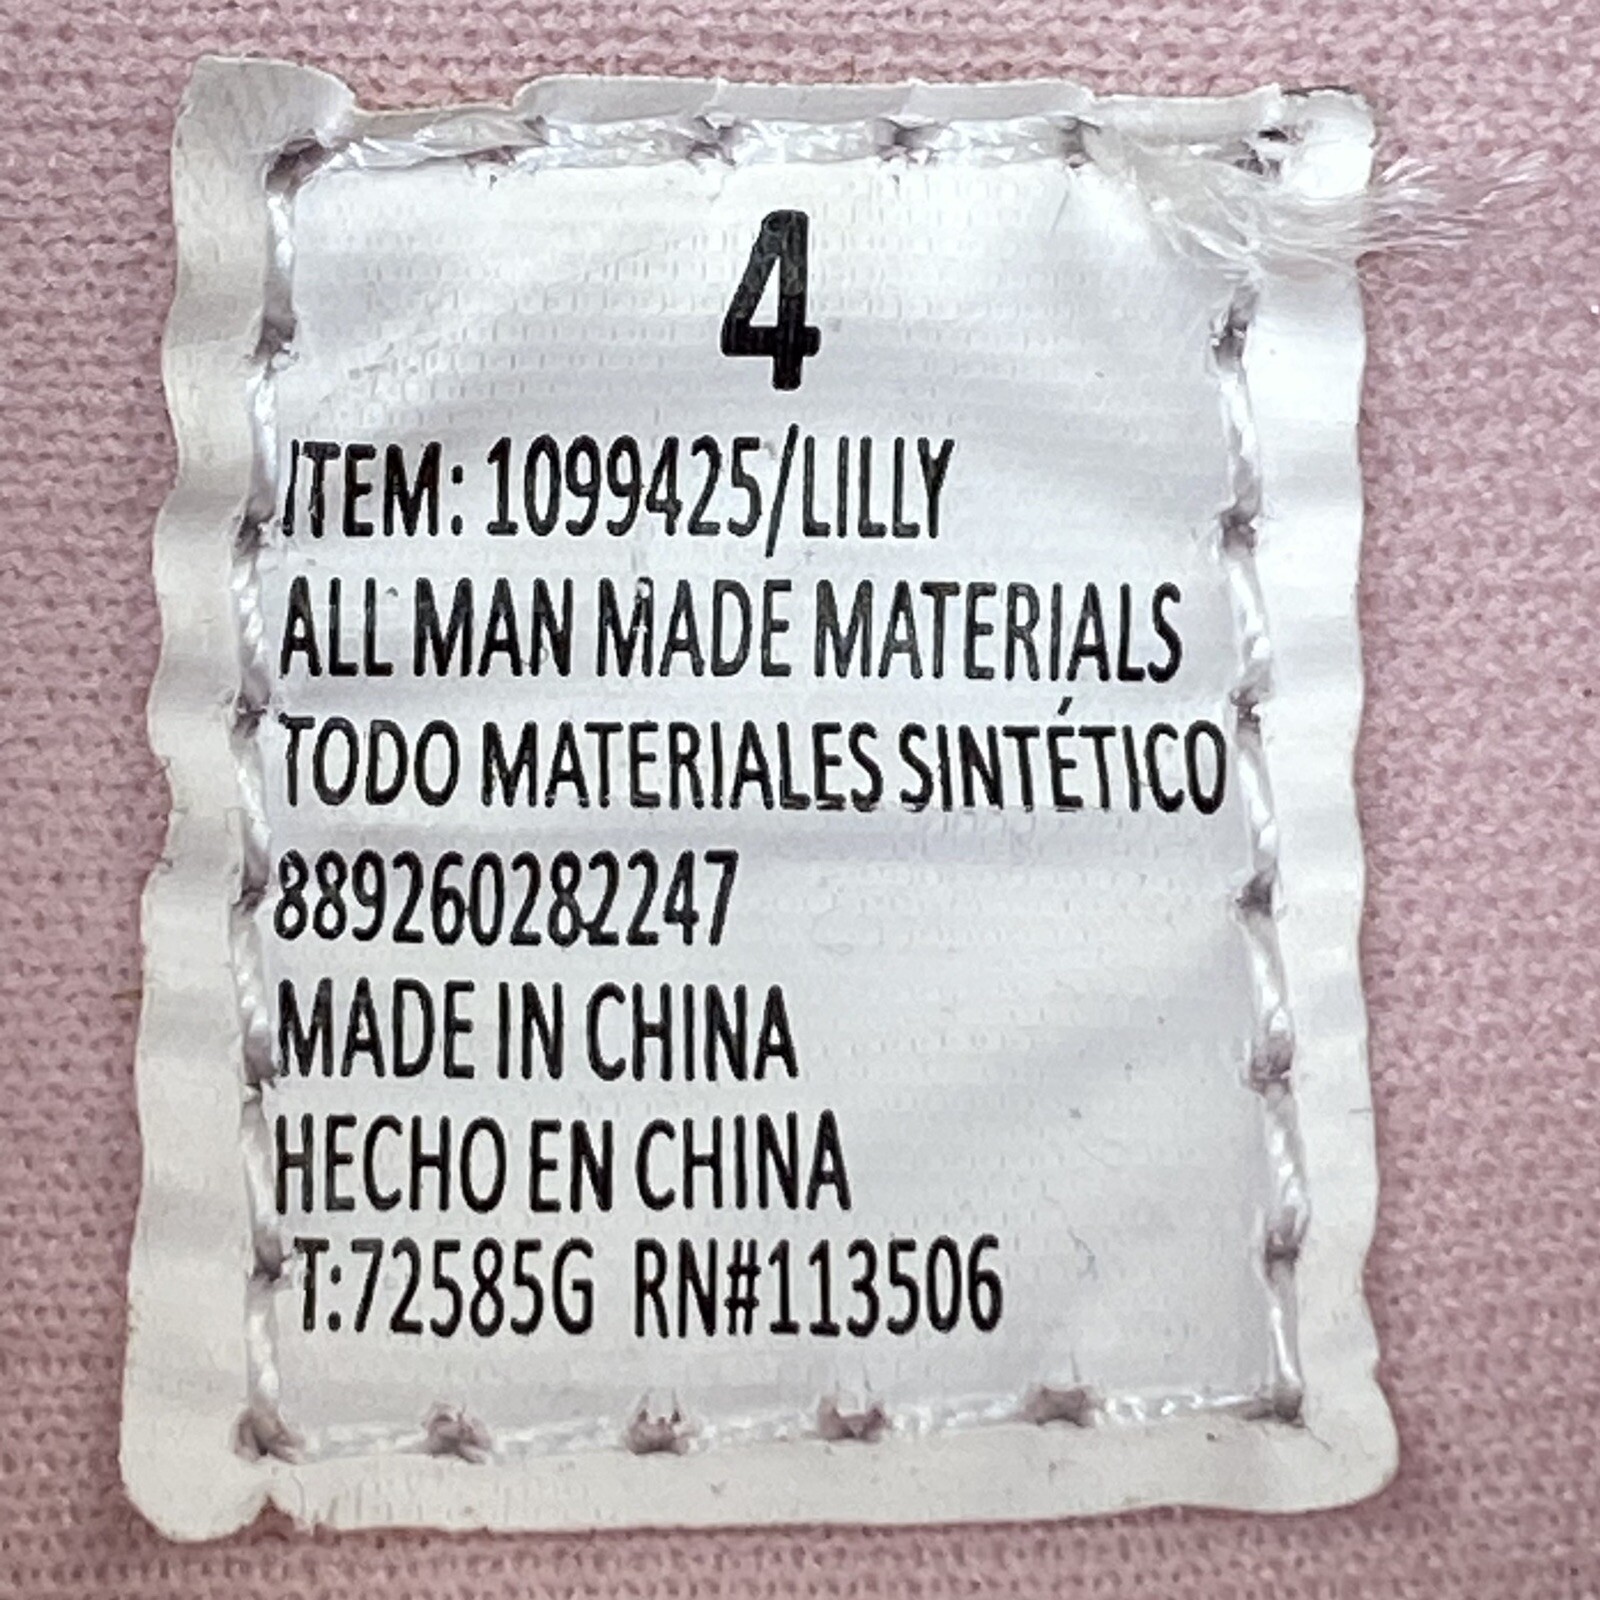 4
ITEM: 1099425/LILLY
ALL MAN MADE MATERIALS
TODO MATERIALES SINTÉTICO
889260282247
MADE IN CHINA
HECHO EN CHINA
T:72585G RN#113506